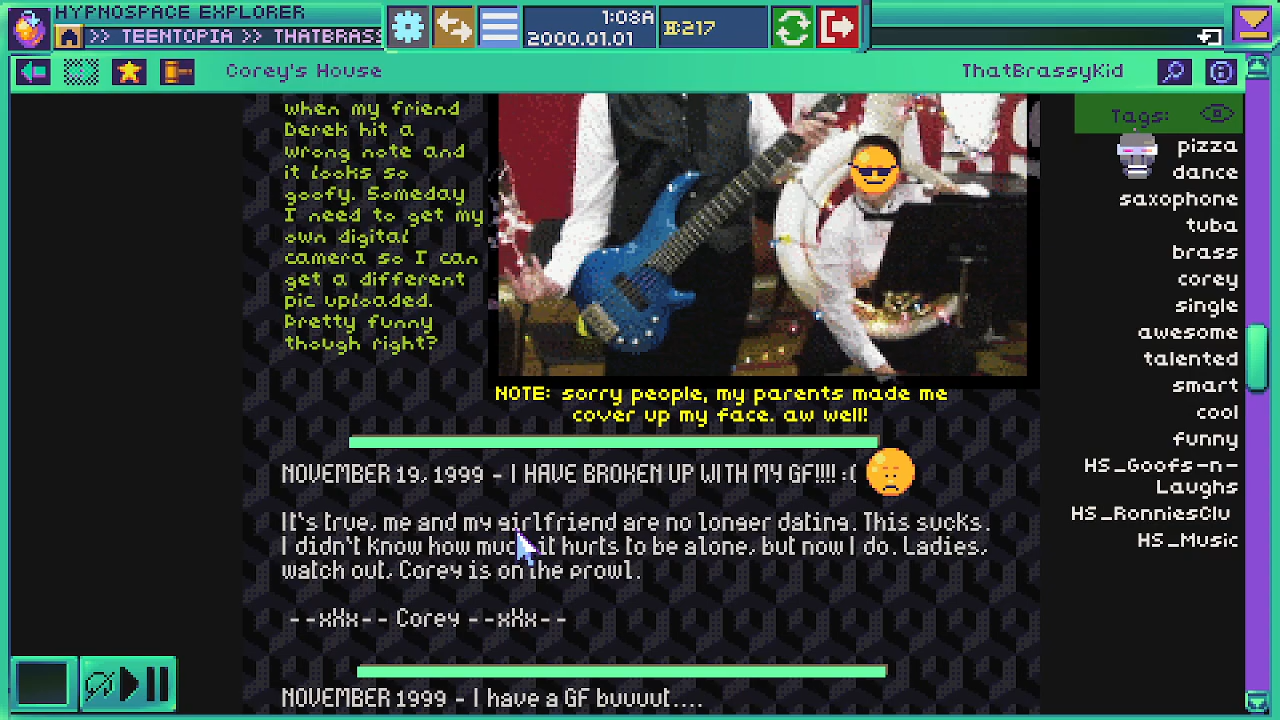 HYPNOSPACE EXPLORER
>> TEENTOPIA >> THATBRASS
1:03A
2000.01.01
217
Corey's House
ThatBrassyKid
when my friend
Derek hit a
wrong note and
it looks so
goofy. Someday
I need to get my
own digital
camera so I can
get a different
pic uploaded.
Pretty funny
though right?
NOTE: sorry people, my parents made me
cover up my face. aw well!
NOVEMBER 19, 1999 - I HAVE BROKEN UP WITH MY GF!!!! :(
It's true, me and my girlfriend are no longer dating. This sucks.
I didn't know how much it hurts to be alone, but now I do. Ladies,
watch out, Corey is on the prowl.
--xXx-- Corey --xXx--
NOVEMBER 1999 - I have a GF buuuut....
Tags:
pizza
dance
saxophone
tuba
brass
corey
single
awesome
talented
smart
cool
funny
HS_Goofs-n-
Laughs
HS_RonniesClu
HS_Music